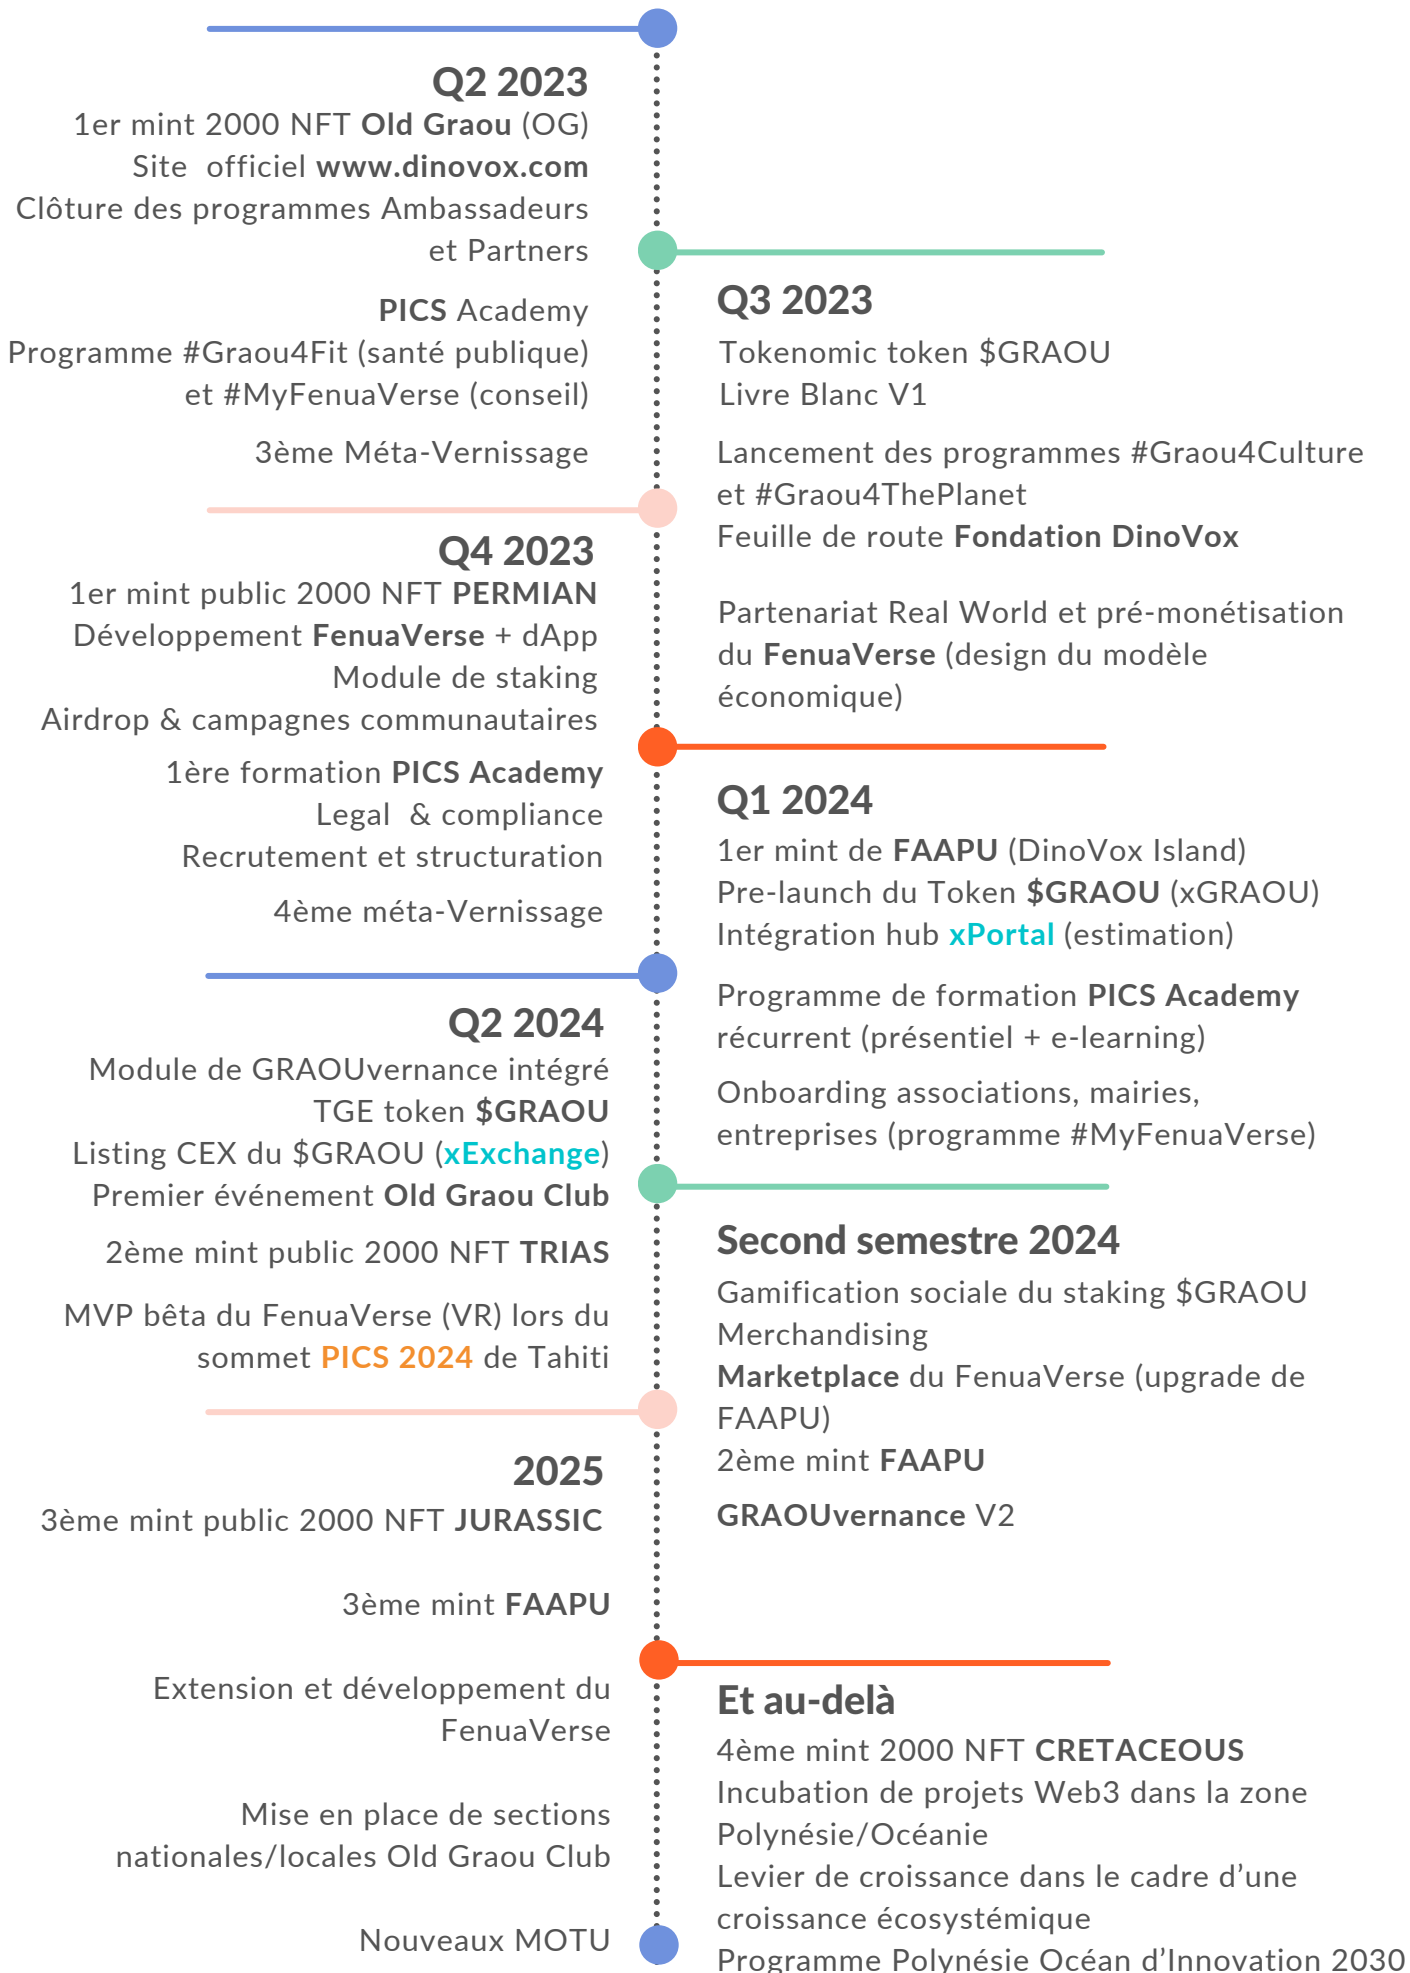 Q2 2023
1er mint 2000 NFT Old Graou (OG)
Site officiel www.dinovox.com
Clôture des programmes Ambassadeurs
et Partners
PICS Academy
Programme #Graou4Fit (santé publique)
et #MyFenuaVerse (conseil)
3ème Méta-Vernissage
Q3 2023
Tokenomic token $GRAOU
Livre Blanc V1
Lancement des programmes #Graou4Culture
et #Graou4ThePlanet
Feuille de route Fondation DinoVox
Partenariat Real World et pré-monétisation
du FenuaVerse (design du modèle
économique)
Q4 2023
1er mint public 2000 NFT PERMIAN
Développement FenuaVerse + dApp
Module de staking
Airdrop & campagnes communautaires
1ère formation PICS Academy
Legal & compliance
Recrutement et structuration
4ème méta-Vernissage
Q1 2024
1er mint de FAAPU (DinoVox Island)
Pre-launch du Token $GRAOU (xGRAOU)
Intégration hub xPortal (estimation)
Programme de formation PICS Academy
récurrent (présentiel + e-learning)
Onboarding associations, mairies,
entreprises (programme #MyFenuaVerse)
Q2 2024
Module de GRAOUvernance intégré
TGE token $GRAOU
Listing CEX du $GRAOU (xExchange)
Premier événement Old Graou Club
2ème mint public 2000 NFT TRIAS
MVP bêta du FenuaVerse (VR) lors du
sommet PICS 2024 de Tahiti
Second semestre 2024
Gamification sociale du staking $GRAOU
Merchandising
Marketplace du FenuaVerse (upgrade de
FAAPU)
2ème mint FAAPU
GRAOUvernance V2
2025
3ème mint public 2000 NFT JURASSIC
3ème mint FAAPU
Extension et développement du
FenuaVerse
Mise en place de sections
nationales/locales Old Graou Club
Nouveaux MOTU
Et au-delà
4ème mint 2000 NFT CRETACEOUS
Incubation de projets Web3 dans la zone
Polynésie/Océanie
Levier de croissance dans le cadre d’une
croissance écosystémique
Programme Polynésie Océan d’Innovation 2030